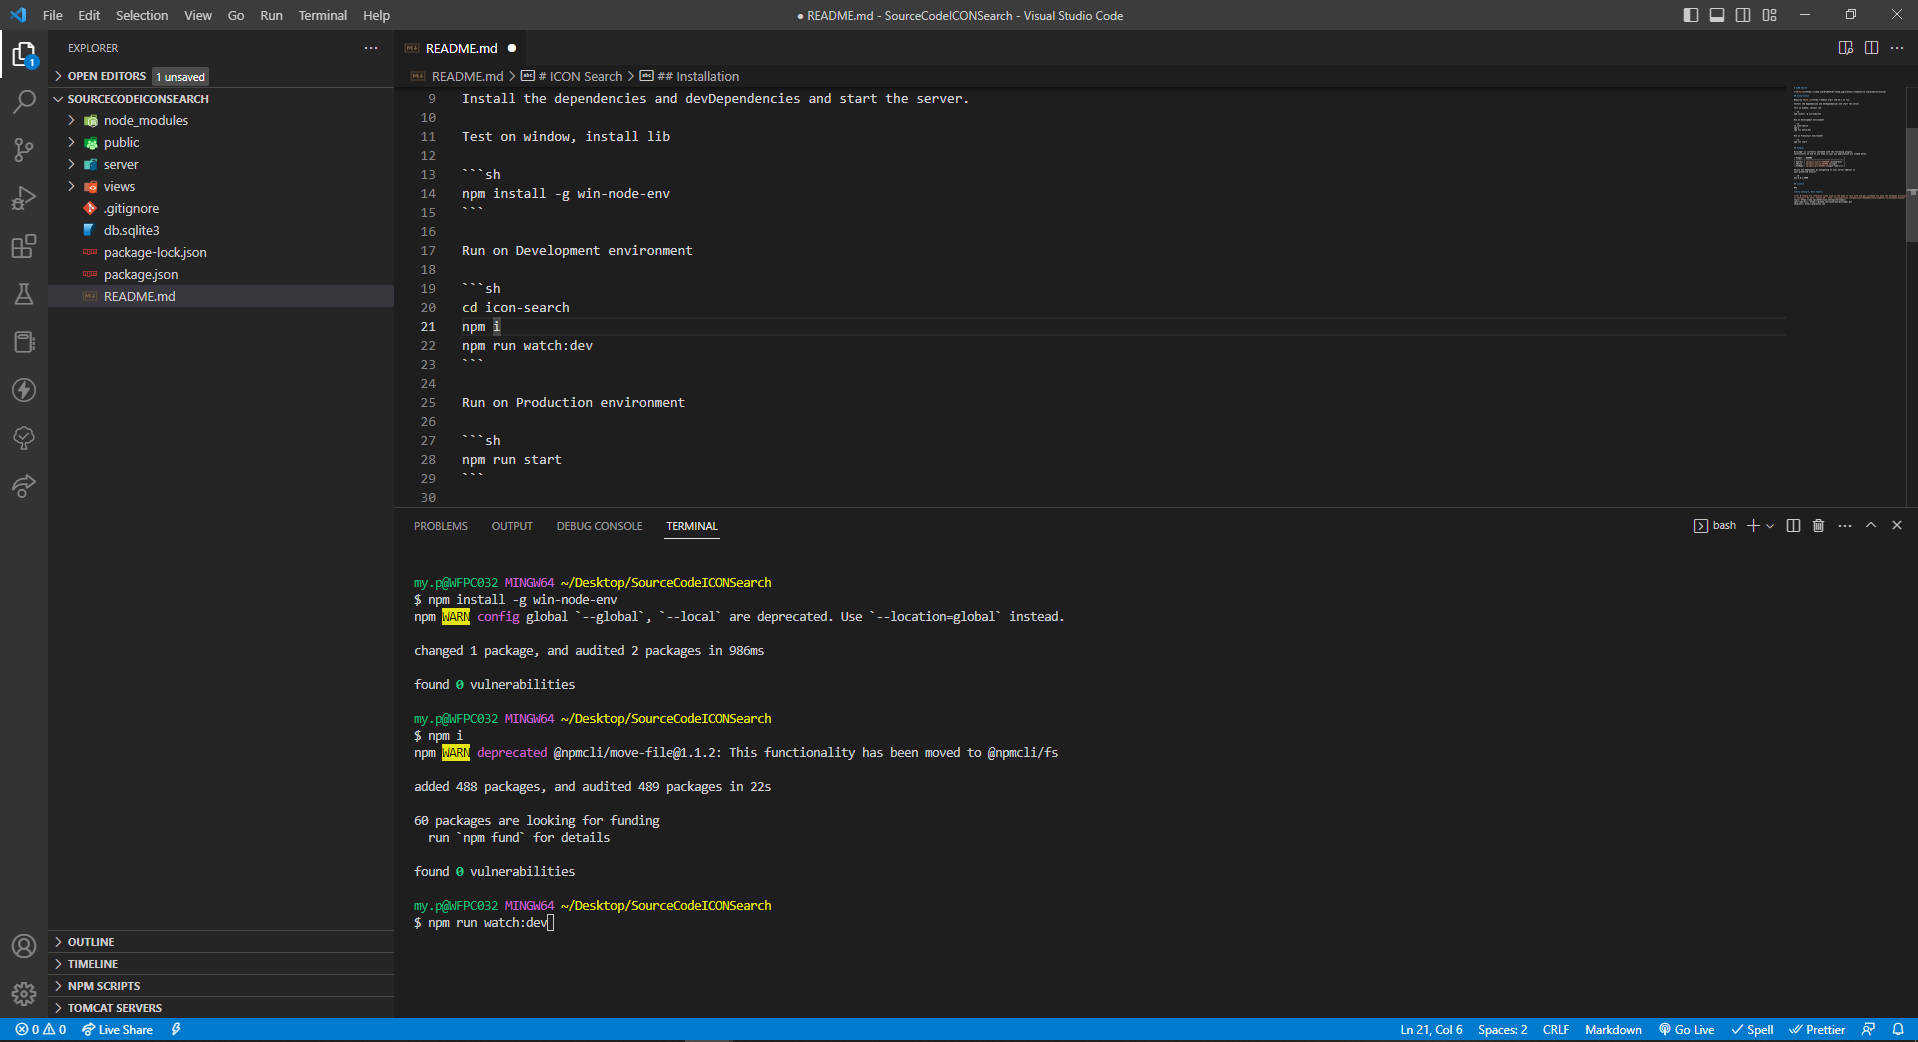 File Edit Selection View Go Run Terminal Help
● README.md - SourceCodeICONSearch - Visual Studio Code
EXPLORER
OPEN EDITORS 1 unsaved
SOURCECODEICONSEARCH
node_modules
public
server
views
.gitignore
db.sqlite3
package-lock.json
package.json
README.md
OUTLINE
TIMELINE
NPM SCRIPTS
TOMCAT SERVERS
1
README.md
README.md > # ICON Search > ## Installation
9 Install the dependencies and devDependencies and start the server.
10
11 Test on window, install lib
12
13 ```sh
14 npm install -g win-node-env
15 ```
16
17 Run on Development environment
18
19 ```sh
20 cd icon-search
21 npm i
22 npm run watch:dev
23 ```
24
25 Run on Production environment
26
27 ```sh
28 npm run start
29 ```
30
PROBLEMS OUTPUT DEBUG CONSOLE TERMINAL
bash
my.p@WFPC032 MINGW64 ~/Desktop/SourceCodeICONSearch
$ npm install -g win-node-env
npm WARN config global `--global`, `--local` are deprecated. Use `--location=global` instead.
changed 1 package, and audited 2 packages in 986ms
found 0 vulnerabilities
my.p@WFPC032 MINGW64 ~/Desktop/SourceCodeICONSearch
$ npm i
npm WARN deprecated @npmcli/move-file@1.1.2: This functionality has been moved to @npmcli/fs
added 488 packages, and audited 489 packages in 22s
60 packages are looking for funding
run `npm fund` for details
found 0 vulnerabilities
my.p@WFPC032 MINGW64 ~/Desktop/SourceCodeICONSearch
$ npm run watch:dev
0 0 Live Share
Ln 21, Col 6 Spaces: 2 CRLF Markdown Go Live Spell Prettier